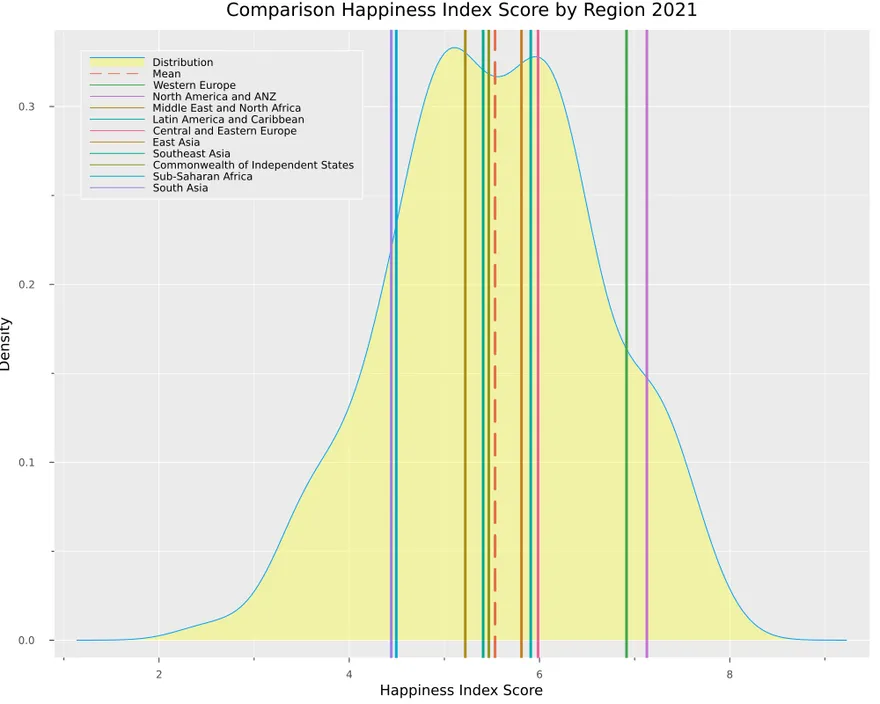 Comparison Happiness Index Score by Region 2021
Distribution
Mean
Western Europe
North America and ANZ
Middle East and North Africa
Latin America and Caribbean
Central and Eastern Europe
East Asia
Southeast Asia
Commonwealth of Independent States
Sub-Saharan Africa
South Asia
Density
0.3
0.2
0.1
0.0
2 4 6 8
Happiness Index Score